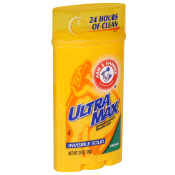 24 HOURS
OF CLEAN
ARM & HAMMER
ULTRA
MAX
INVISIBLE SOLID